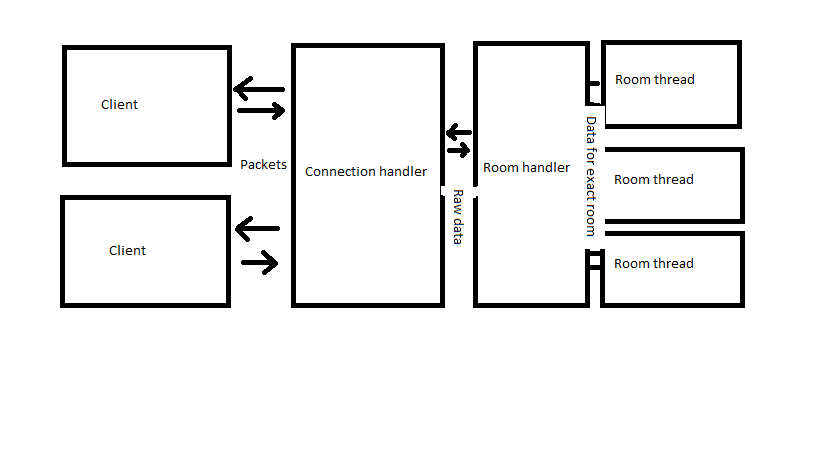 Client
Packets
Client
Connection handler
Raw data
Room handler
Data for exact room
Room thread
Room thread
Room thread